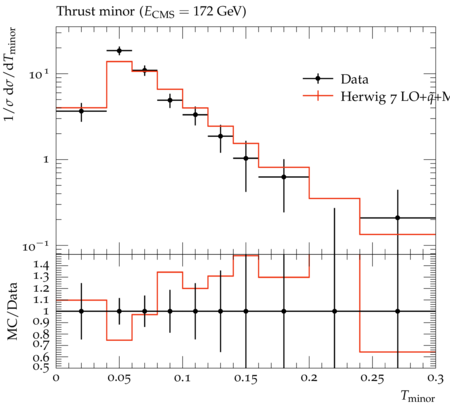 Thrust minor (E_CMS = 172 GeV)
1/σ dσ/dT_minor
Data
Herwig 7 LO+q̃+M
10^1
1
10^−1
MC/Data
1.4
1.3
1.2
1.1
1
0.9
0.8
0.7
0.6
0.5
0 0.05 0.1 0.15 0.2 0.25 0.3
T_minor